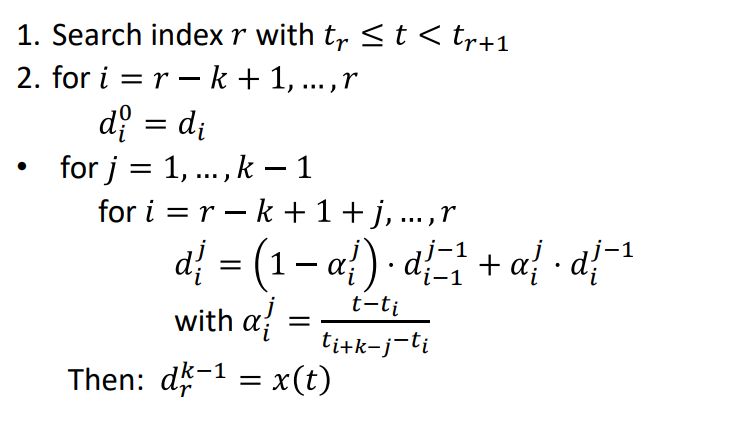 1. Search index r with t_r ≤ t < t_{r+1}
2. for i = r − k + 1, … , r
d_i^0 = d_i
• for j = 1, … , k − 1
for i = r − k + 1 + j, … , r
d_i^j = (1 − α_i^j) · d_{i−1}^{j−1} + α_i^j · d_i^{j−1}
with α_i^j = \frac{t−t_i}{t_{i+k−j}−t_i}
Then: d_r^{k−1} = x(t)